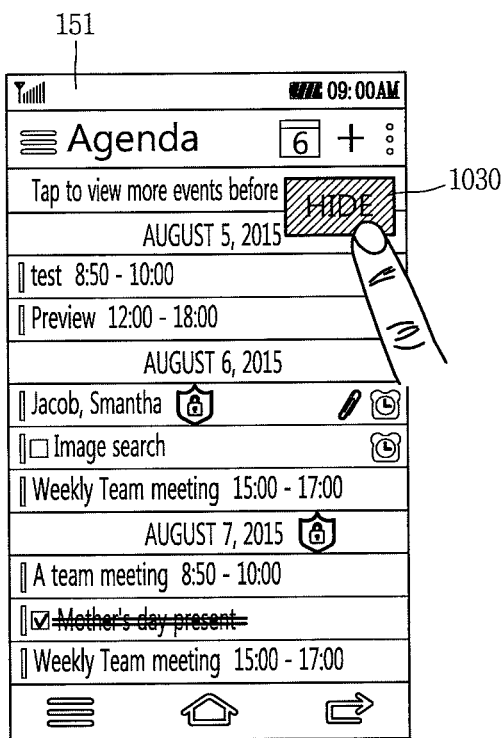 151
09:00AM
Agenda 6 +
Tap to view more events before
HIDE
1030
AUGUST 5, 2015
test 8:50 - 10:00
Preview 12:00 - 18:00
AUGUST 6, 2015
Jacob, Smantha
Image search
Weekly Team meeting 15:00 - 17:00
AUGUST 7, 2015
A team meeting 8:50 - 10:00
Mother's day present
Weekly Team meeting 15:00 - 17:00